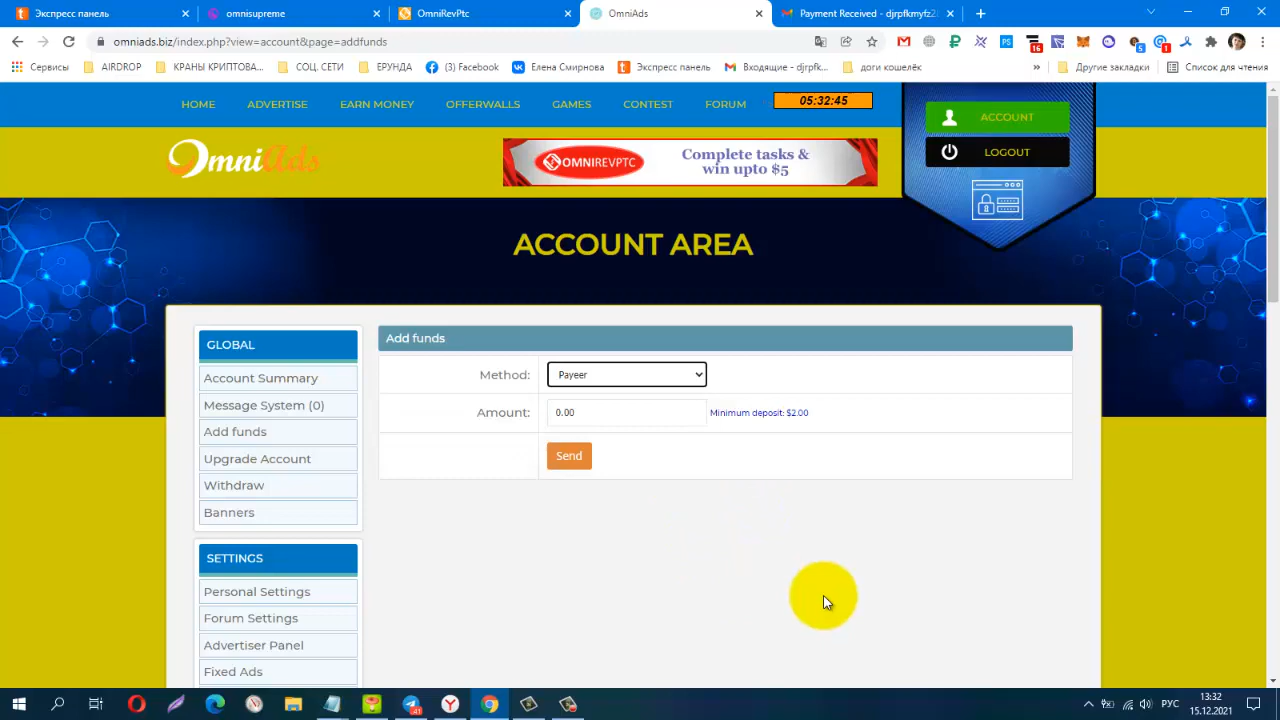 Экспресс панель
omnisupreme
OmniRevPtc
OmniAds
Payment Received - djrpfkmyfz2
omniads.biz/index.php?view=account&page=addfunds
Сервисы
AIRDROP
КРАНЫ КРИПТОВА...
СОЦ. СЕТИ
ЕРУНДА
(3) Facebook
Елена Смирнова
Экспресс панель
Входящие - djrpfk...
доги кошелёк
»
Другие закладки
Список для чтения
HOME
ADVERTISE
EARN MONEY
OFFERWALLS
GAMES
CONTEST
FORUM
05:32:45
ACCOUNT
LOGOUT
OmniAds
OMNIREVPTC
Complete tasks &
win upto $5
ACCOUNT AREA
GLOBAL
Account Summary
Message System (0)
Add funds
Upgrade Account
Withdraw
Banners
SETTINGS
Personal Settings
Forum Settings
Advertiser Panel
Fixed Ads
Add funds
Method:
Payeer
Amount:
0.00
Minimum deposit: $2.00
Send
РУС
13:32
15.12.2021